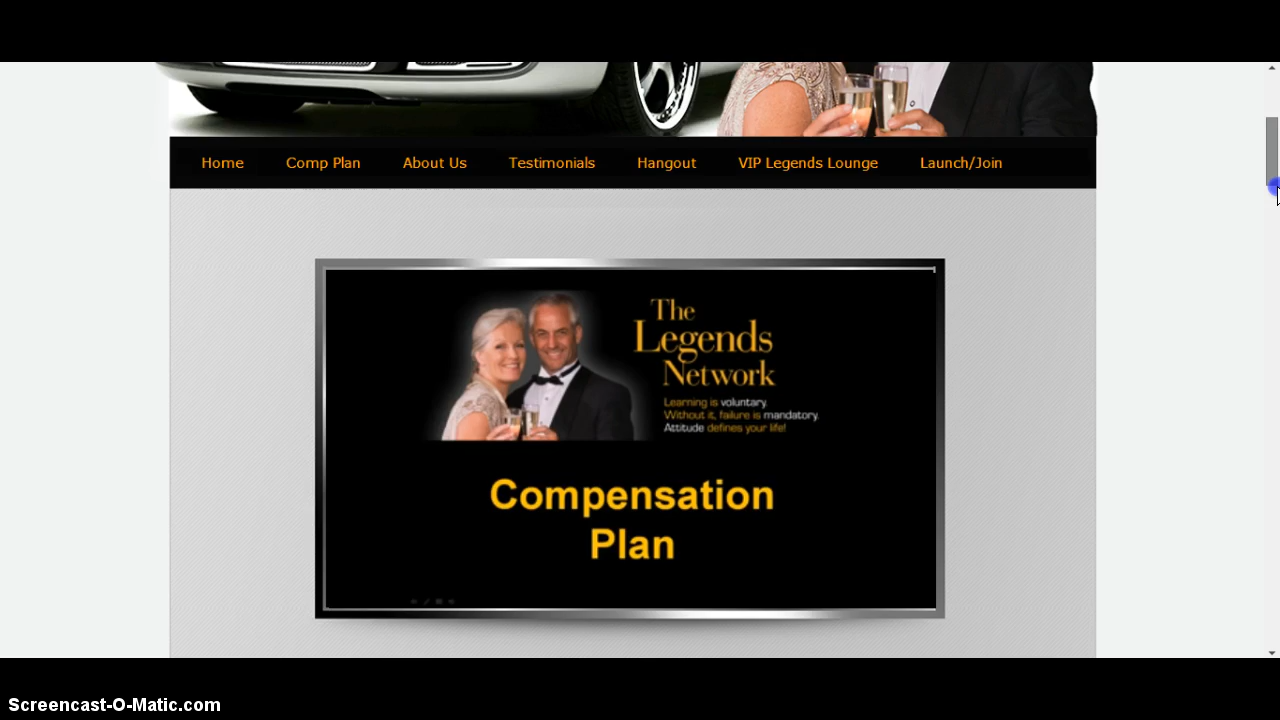 Home Comp Plan About Us Testimonials Hangout VIP Legends Lounge Launch/Join
The
Legends
Network
Learning is voluntary.
Without it, failure is mandatory.
Attitude defines your life!
Compensation
Plan
Screencast-O-Matic.com